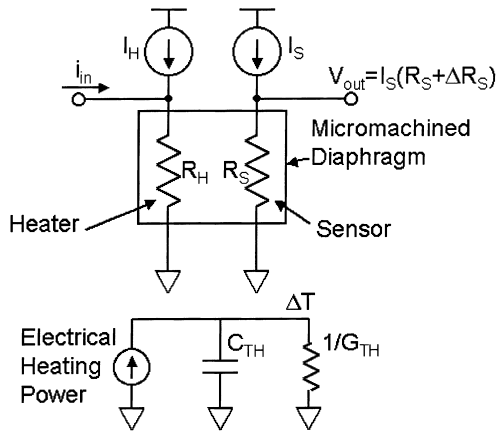 I_H
I_S
i_in
V_out=I_S(R_S+ΔR_S)
Micromachined
Diaphragm
R_H
R_S
Heater
Sensor
ΔT
Electrical
Heating
Power
C_TH
1/G_TH